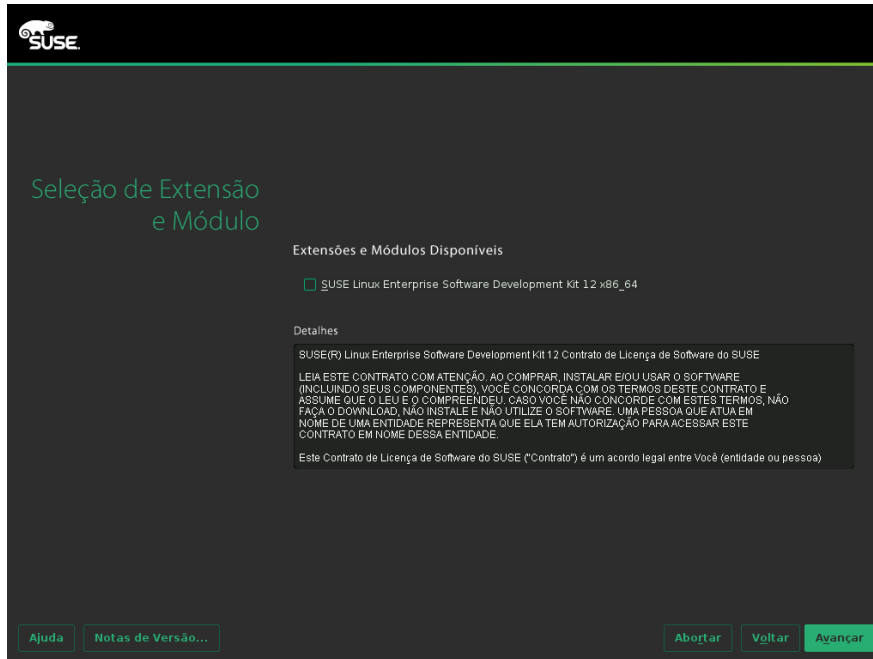 SUSE.
Seleção de Extensão
e Módulo
Extensões e Módulos Disponíveis
SUSE Linux Enterprise Software Development Kit 12 x86_64
Detalhes
SUSE(R) Linux Enterprise Software Development Kit 12 Contrato de Licença de Software do SUSE
LEIA ESTE CONTRATO COM ATENÇÃO. AO COMPRAR, INSTALAR E/OU USAR O SOFTWARE
(INCLUINDO SEUS COMPONENTES), VOCÊ CONCORDA COM OS TERMOS DESTE CONTRATO E
ASSUME QUE O LEU E O COMPREENDEU. CASO VOCÊ NÃO CONCORDE COM ESTES TERMOS, NÃO
FAÇA O DOWNLOAD, NÃO INSTALE E NÃO UTILIZE O SOFTWARE. UMA PESSOA QUE ATUA EM
NOME DE UMA ENTIDADE REPRESENTA QUE ELA TEM AUTORIZAÇÃO PARA ACESSAR ESTE
CONTRATO EM NOME DESSA ENTIDADE.
Este Contrato de Licença de Software do SUSE ("Contrato") é um acordo legal entre Você (entidade ou pessoa)
Ajuda
Notas de Versão...
Abortar
Voltar
Avançar